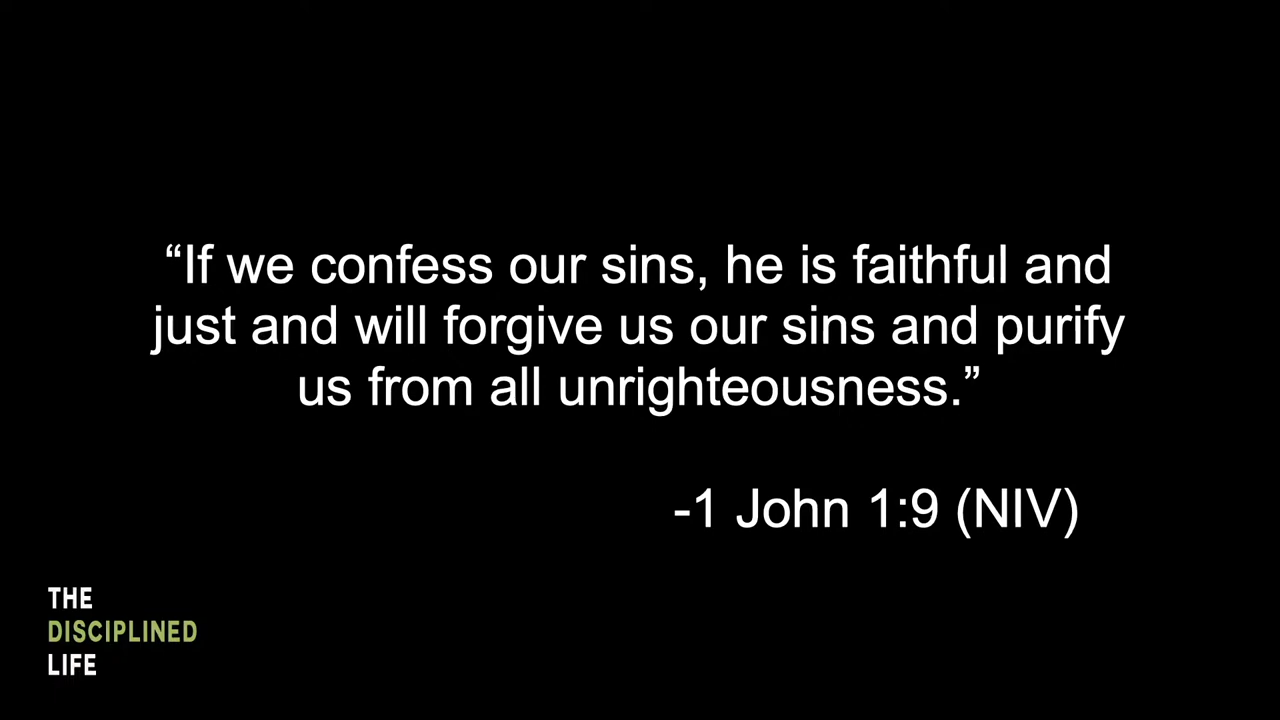 “If we confess our sins, he is faithful and
just and will forgive us our sins and purify
us from all unrighteousness.”
-1 John 1:9 (NIV)
THE
DISCIPLINED
LIFE